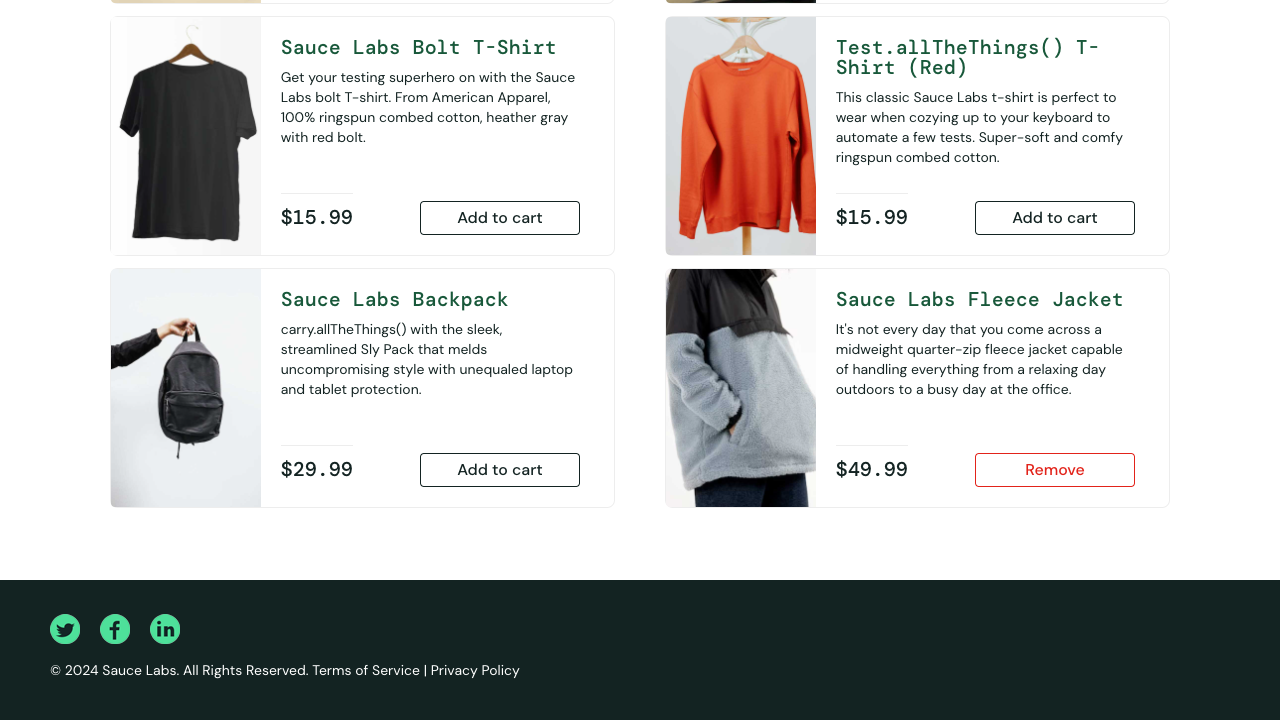 Sauce Labs Bolt T-Shirt
Get your testing superhero on with the Sauce
Labs bolt T-shirt. From American Apparel,
100% ringspun combed cotton, heather gray
with red bolt.
$15.99
Add to cart
Test.allTheThings() T-
Shirt (Red)
This classic Sauce Labs t-shirt is perfect to
wear when cozying up to your keyboard to
automate a few tests. Super-soft and comfy
ringspun combed cotton.
$15.99
Add to cart
Sauce Labs Backpack
carry.allTheThings() with the sleek,
streamlined Sly Pack that melds
uncompromising style with unequaled laptop
and tablet protection.
$29.99
Add to cart
Sauce Labs Fleece Jacket
It's not every day that you come across a
midweight quarter-zip fleece jacket capable
of handling everything from a relaxing day
outdoors to a busy day at the office.
$49.99
Remove
© 2024 Sauce Labs. All Rights Reserved. Terms of Service | Privacy Policy